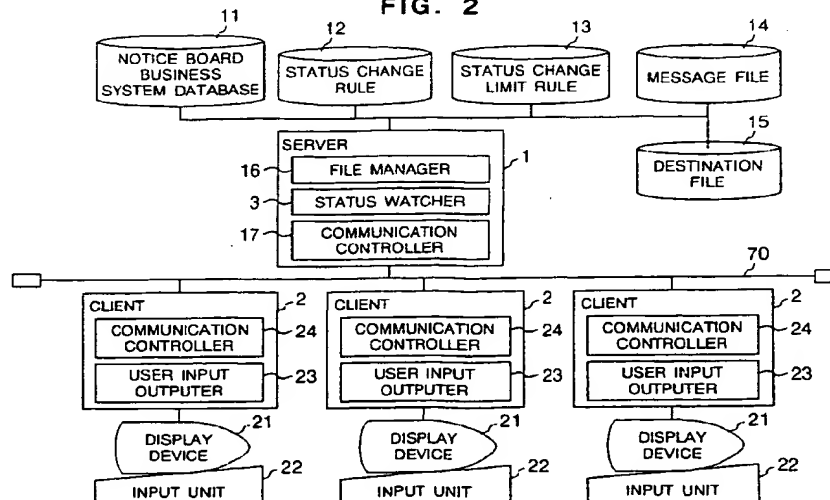 FIG. 2
11
12
13
14
NOTICE BOARD
BUSINESS
SYSTEM DATABASE
STATUS CHANGE
RULE
STATUS CHANGE
LIMIT RULE
MESSAGE FILE
15
DESTINATION
FILE
SERVER
1
16
FILE MANAGER
3
STATUS WATCHER
17
COMMUNICATION
CONTROLLER
70
CLIENT
2
COMMUNICATION
CONTROLLER
24
USER INPUT
OUTPUTER
23
21
DISPLAY
DEVICE
22
INPUT UNIT
CLIENT
2
COMMUNICATION
CONTROLLER
24
USER INPUT
OUTPUTER
23
21
DISPLAY
DEVICE
22
INPUT UNIT
CLIENT
2
COMMUNICATION
CONTROLLER
24
USER INPUT
OUTPUTER
23
21
DISPLAY
DEVICE
22
INPUT UNIT